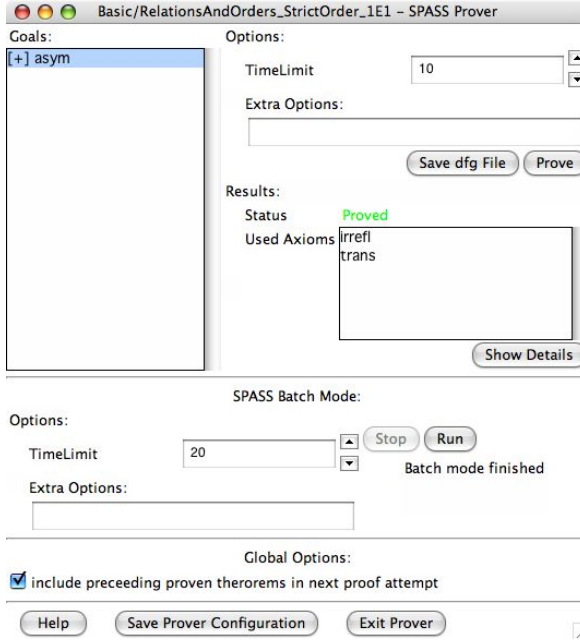 Basic/RelationsAndOrders_StrictOrder_1E1 – SPASS Prover
Goals:
[+] asym
Options:
TimeLimit 10
Extra Options:
Save dfg File Prove
Results:
Status Proved
Used Axioms irrefl
trans
Show Details
SPASS Batch Mode:
Options:
TimeLimit 20 Stop Run
Batch mode finished
Extra Options:
Global Options:
include preceeding proven therorems in next proof attempt
Help Save Prover Configuration Exit Prover